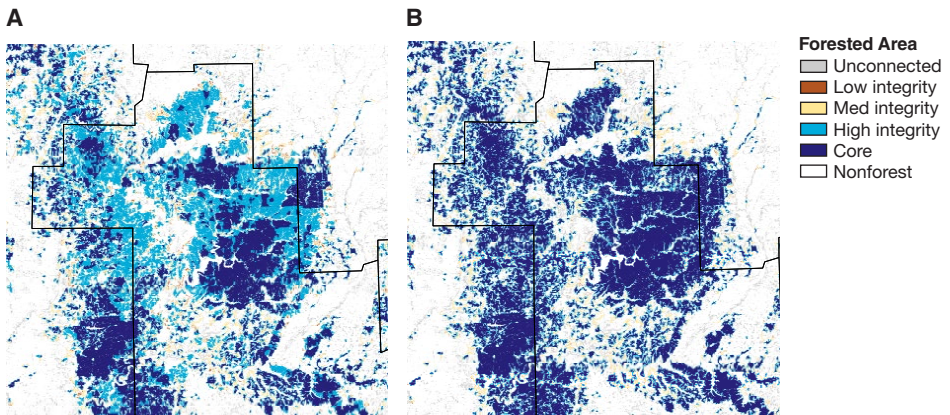 A
B
Forested Area
Unconnected
Low integrity
Med integrity
High integrity
Core
Nonforest